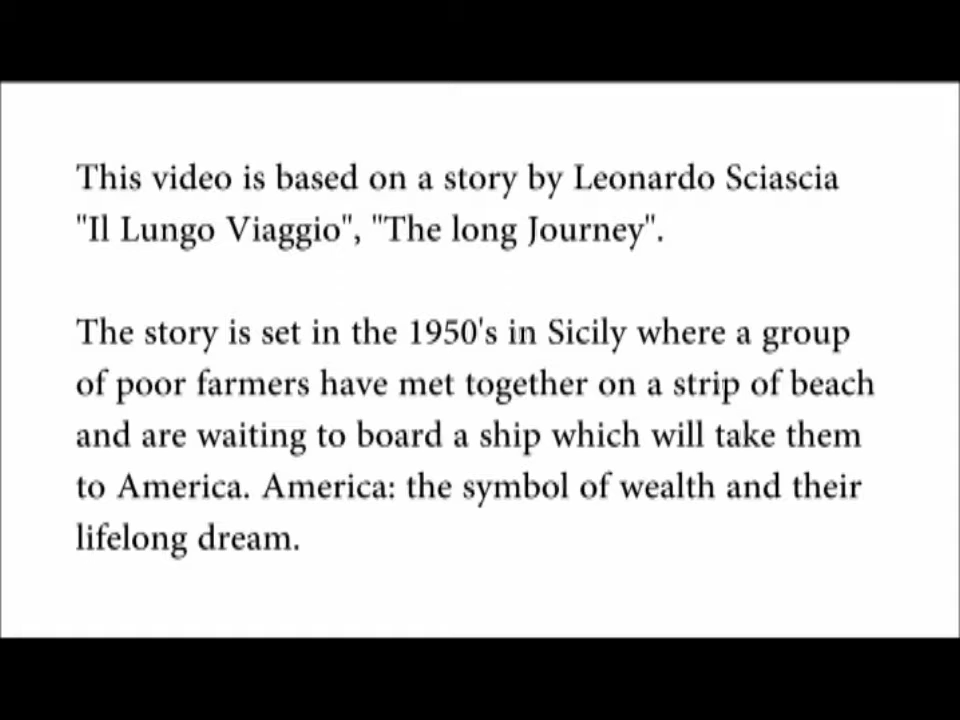 This video is based on a story by Leonardo Sciascia
"Il Lungo Viaggio", "The long Journey".
The story is set in the 1950's in Sicily where a group
of poor farmers have met together on a strip of beach
and are waiting to board a ship which will take them
to America. America: the symbol of wealth and their
lifelong dream.